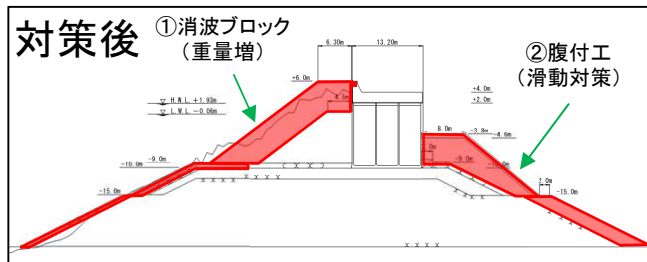 対策後
①消波ブロック
(重量増)
②腹付工
(滑動対策)
6.30m
13.20m
+6.0m
H.W.L. +1.93m
L.W.L. -0.06m
+4.0m
+2.0m
8.0m
-3.8m
-4.6m
-9.0m
-10.0m
-9.0m
-15.0m
2.0m
-15.0m